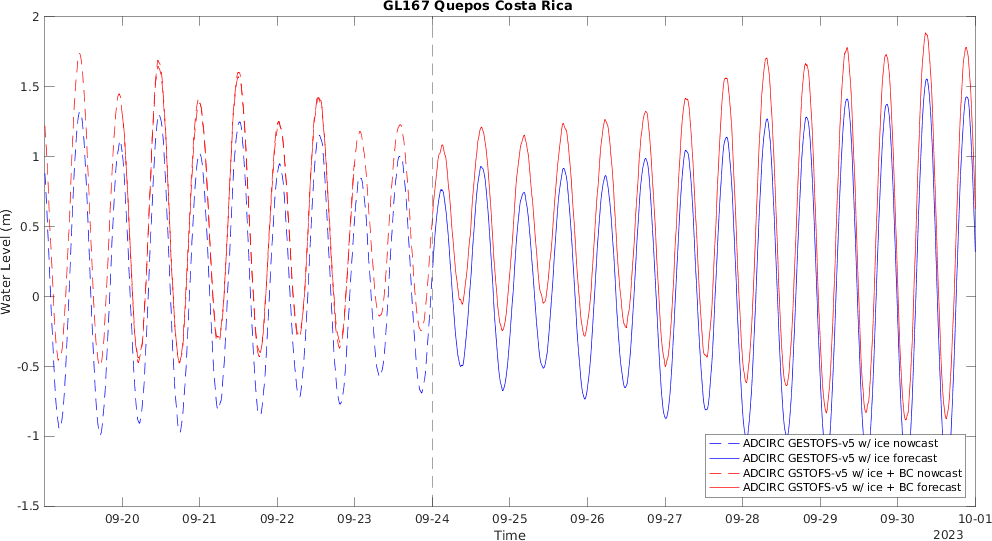 GL167 Quepos Costa Rica
2
1.5
1
0.5
0
-0.5
-1
-1.5
Water Level (m)
ADCIRC GESTOFS-v5 w/ ice nowcast
ADCIRC GESTOFS-v5 w/ ice forecast
ADCIRC GSTOFS-v5 w/ ice + BC nowcast
ADCIRC GSTOFS-v5 w/ ice + BC forecast
09-20 09-21 09-22 09-23 09-24 09-25 09-26 09-27 09-28 09-29 09-30 10-01
Time
2023